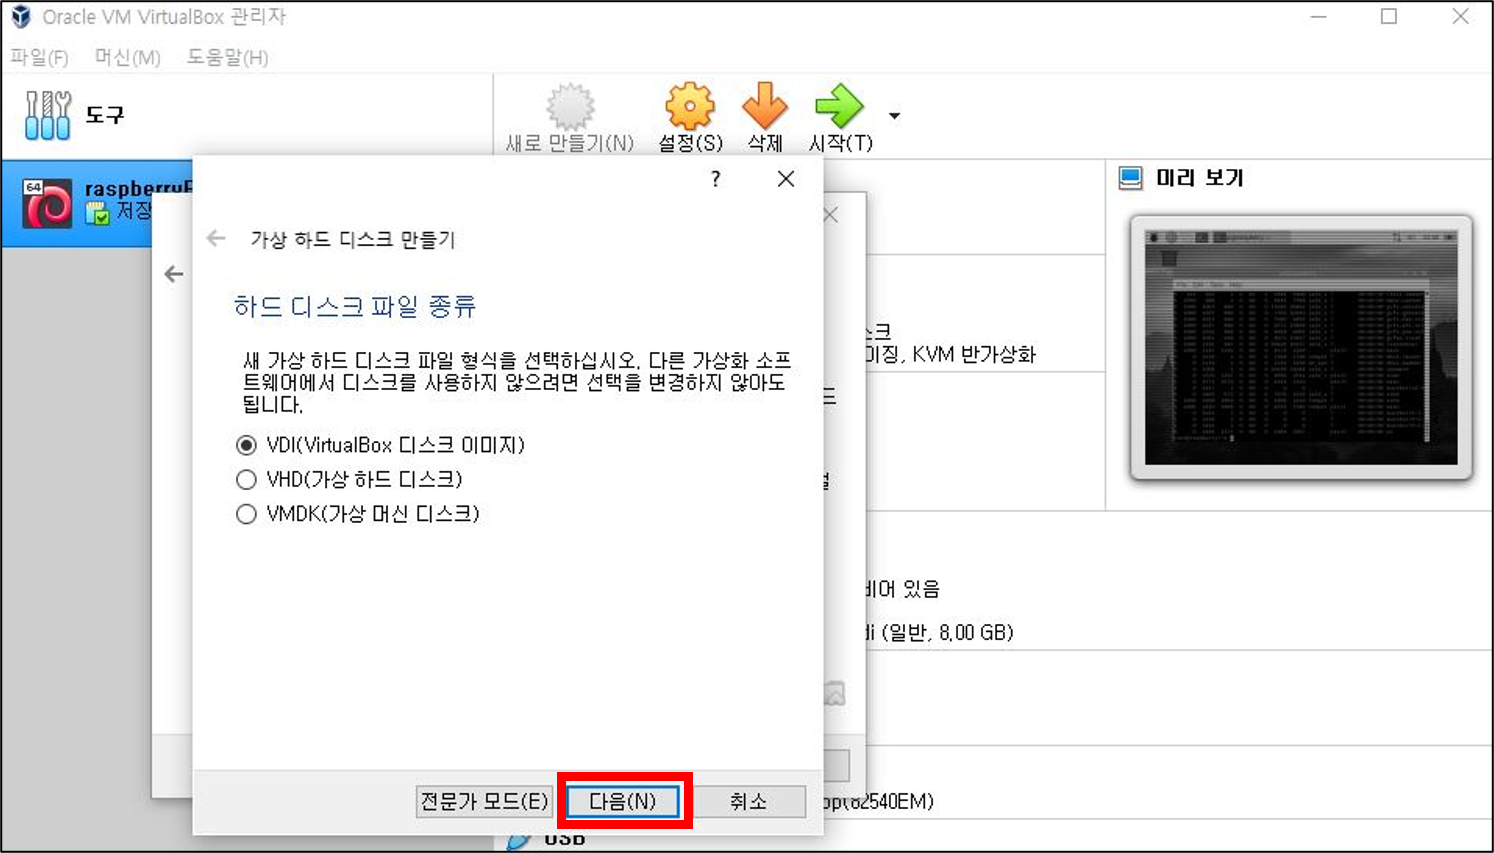 Oracle VM VirtualBox 관리자
파일(F) 머신(M) 도움말(H)
도구
새로 만들기(N) 설정(S) 삭제 시작(T)
64
raspberryP
저장
미리 보기
?
가상 하드 디스크 만들기
하드 디스크 파일 종류
새 가상 하드 디스크 파일 형식을 선택하십시오. 다른 가상화 소프
트웨어에서 디스크를 사용하지 않으려면 선택을 변경하지 않아도
됩니다.
VDI(VirtualBox 디스크 이미지)
VHD(가상 하드 디스크)
VMDK(가상 머신 디스크)
전문가 모드(E) 다음(N) 취소
스크
이징, KVM 반가상화
비어 있음
di (일반, 8.00 GB)
op(82540EM)
USB